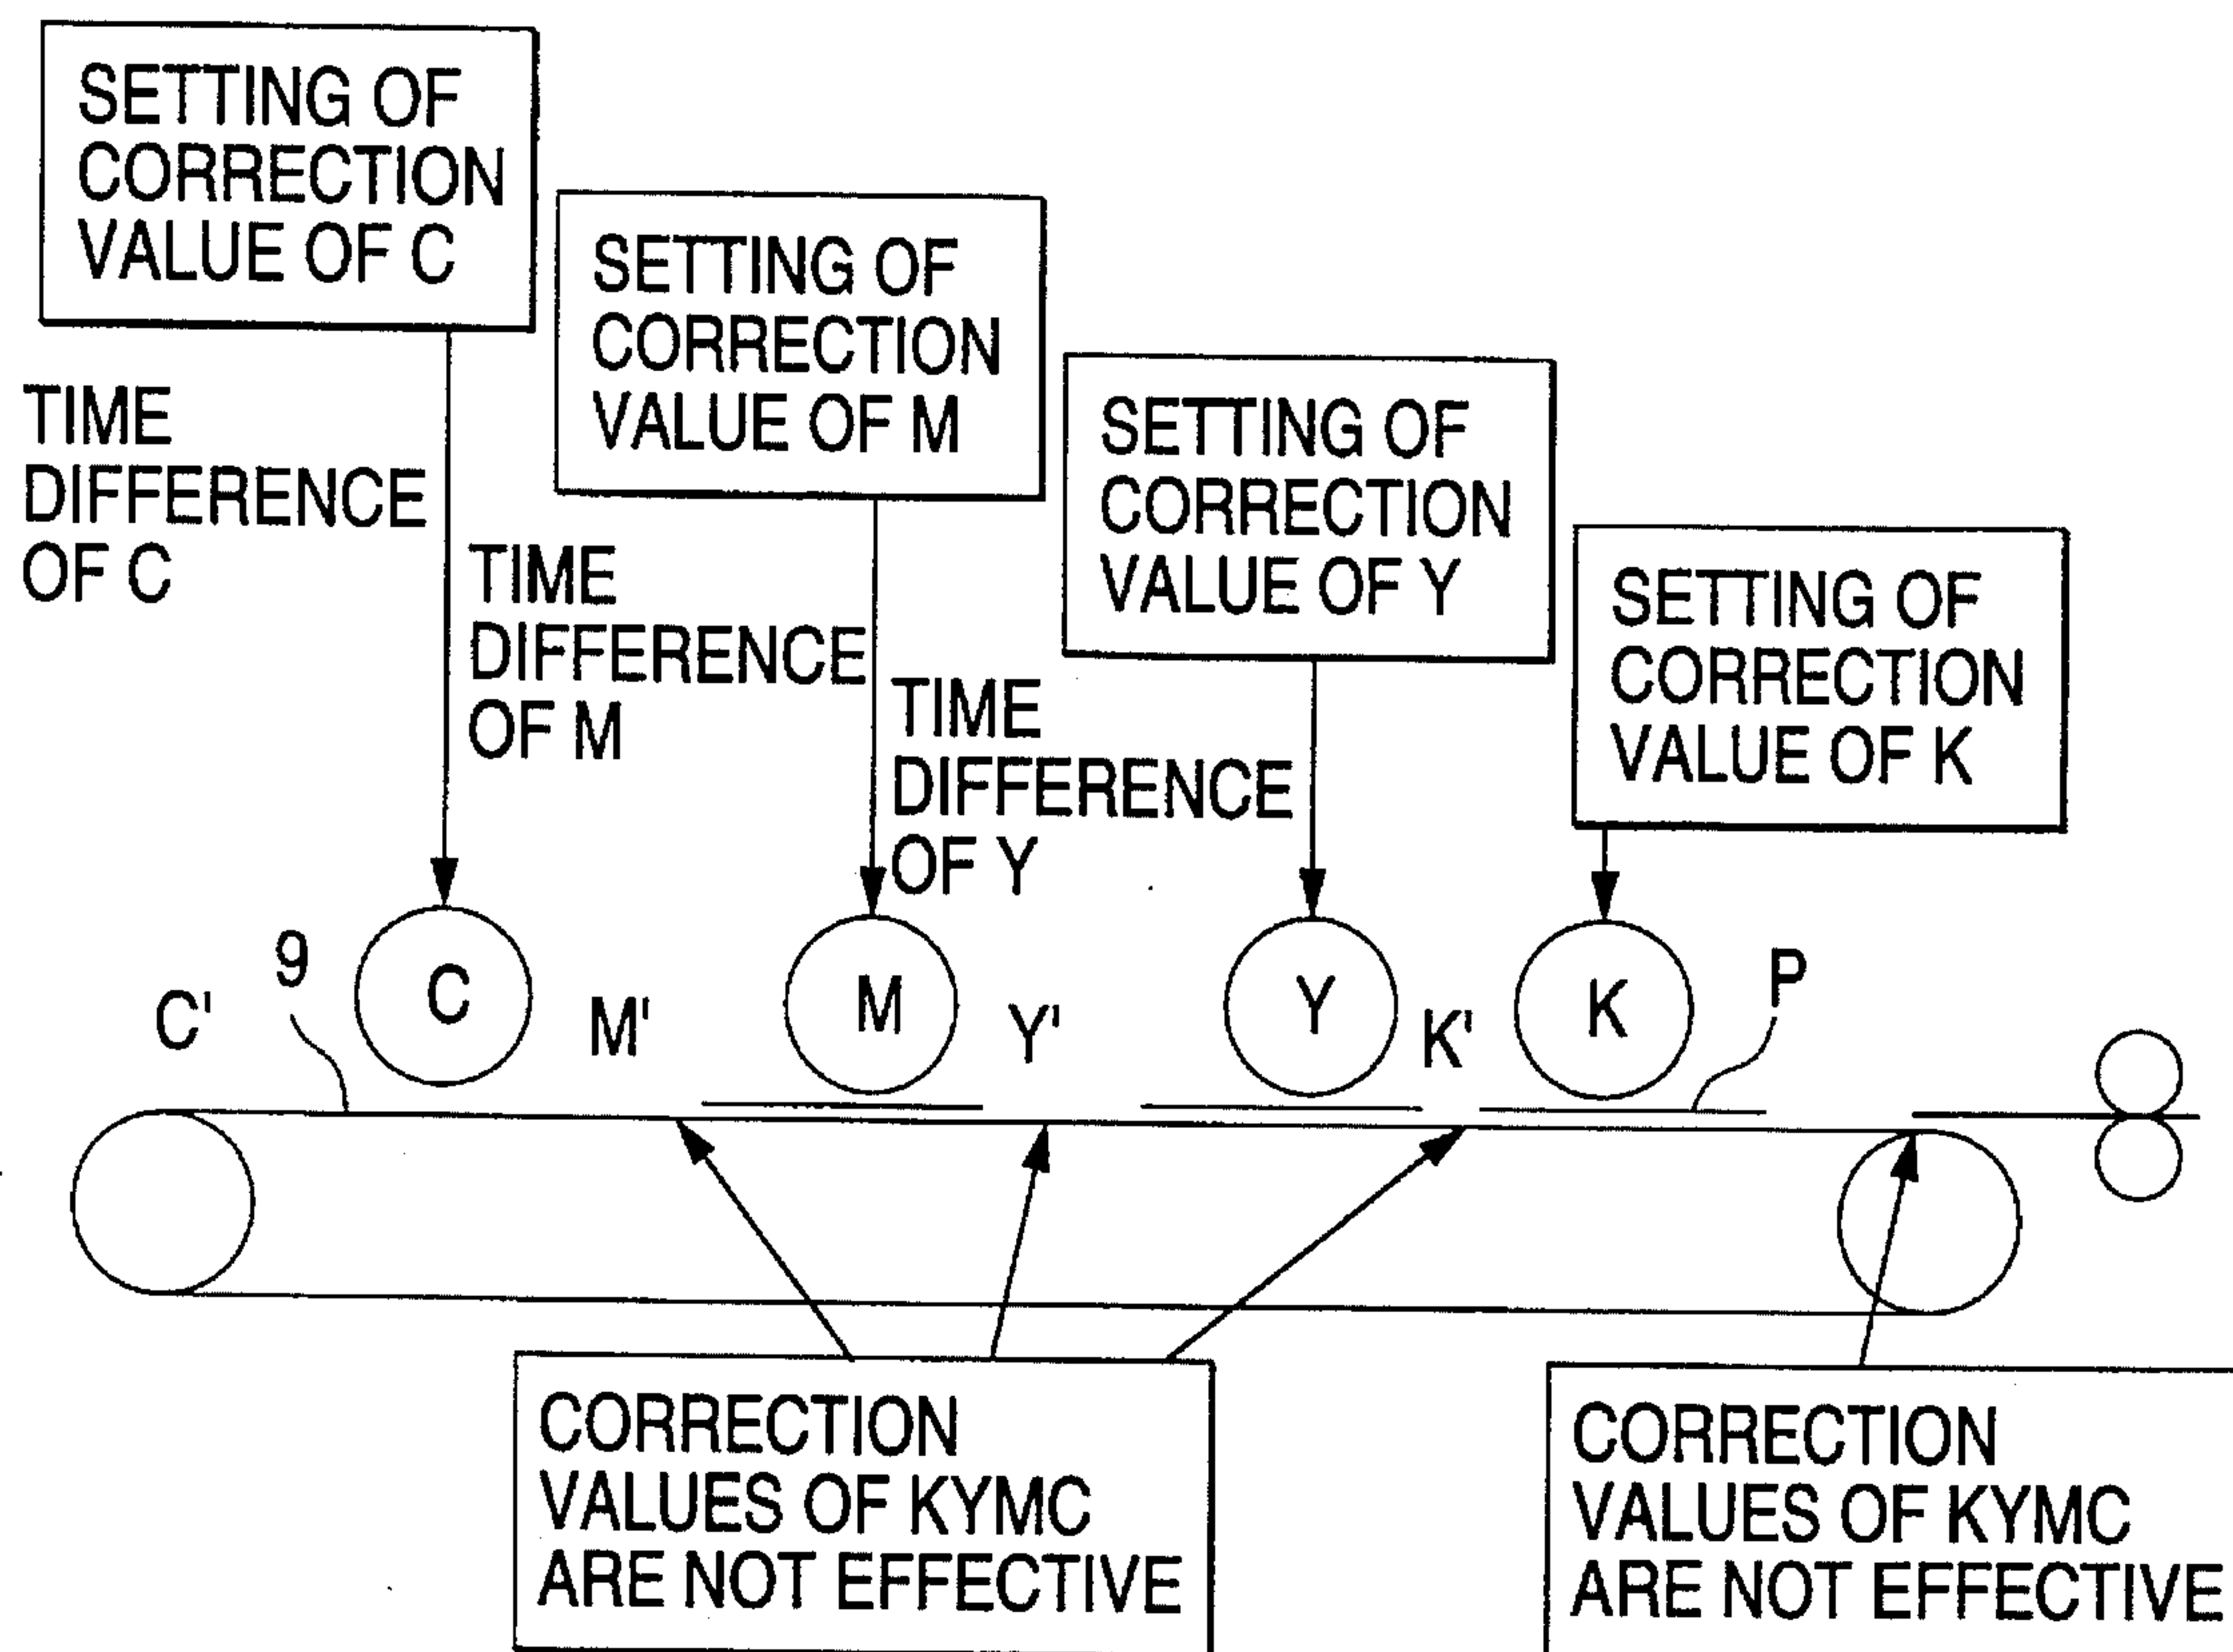 SETTING OF
CORRECTION
VALUE OF C
SETTING OF
CORRECTION
VALUE OF M
SETTING OF
CORRECTION
VALUE OF Y
SETTING OF
CORRECTION
VALUE OF K
TIME
DIFFERENCE
OF C
TIME
DIFFERENCE
OF M
TIME
DIFFERENCE
OF Y
C'
9
C
M'
M
Y'
Y
K'
K
P
CORRECTION
VALUES OF KYMC
ARE NOT EFFECTIVE
CORRECTION
VALUES OF KYMC
ARE NOT EFFECTIVE